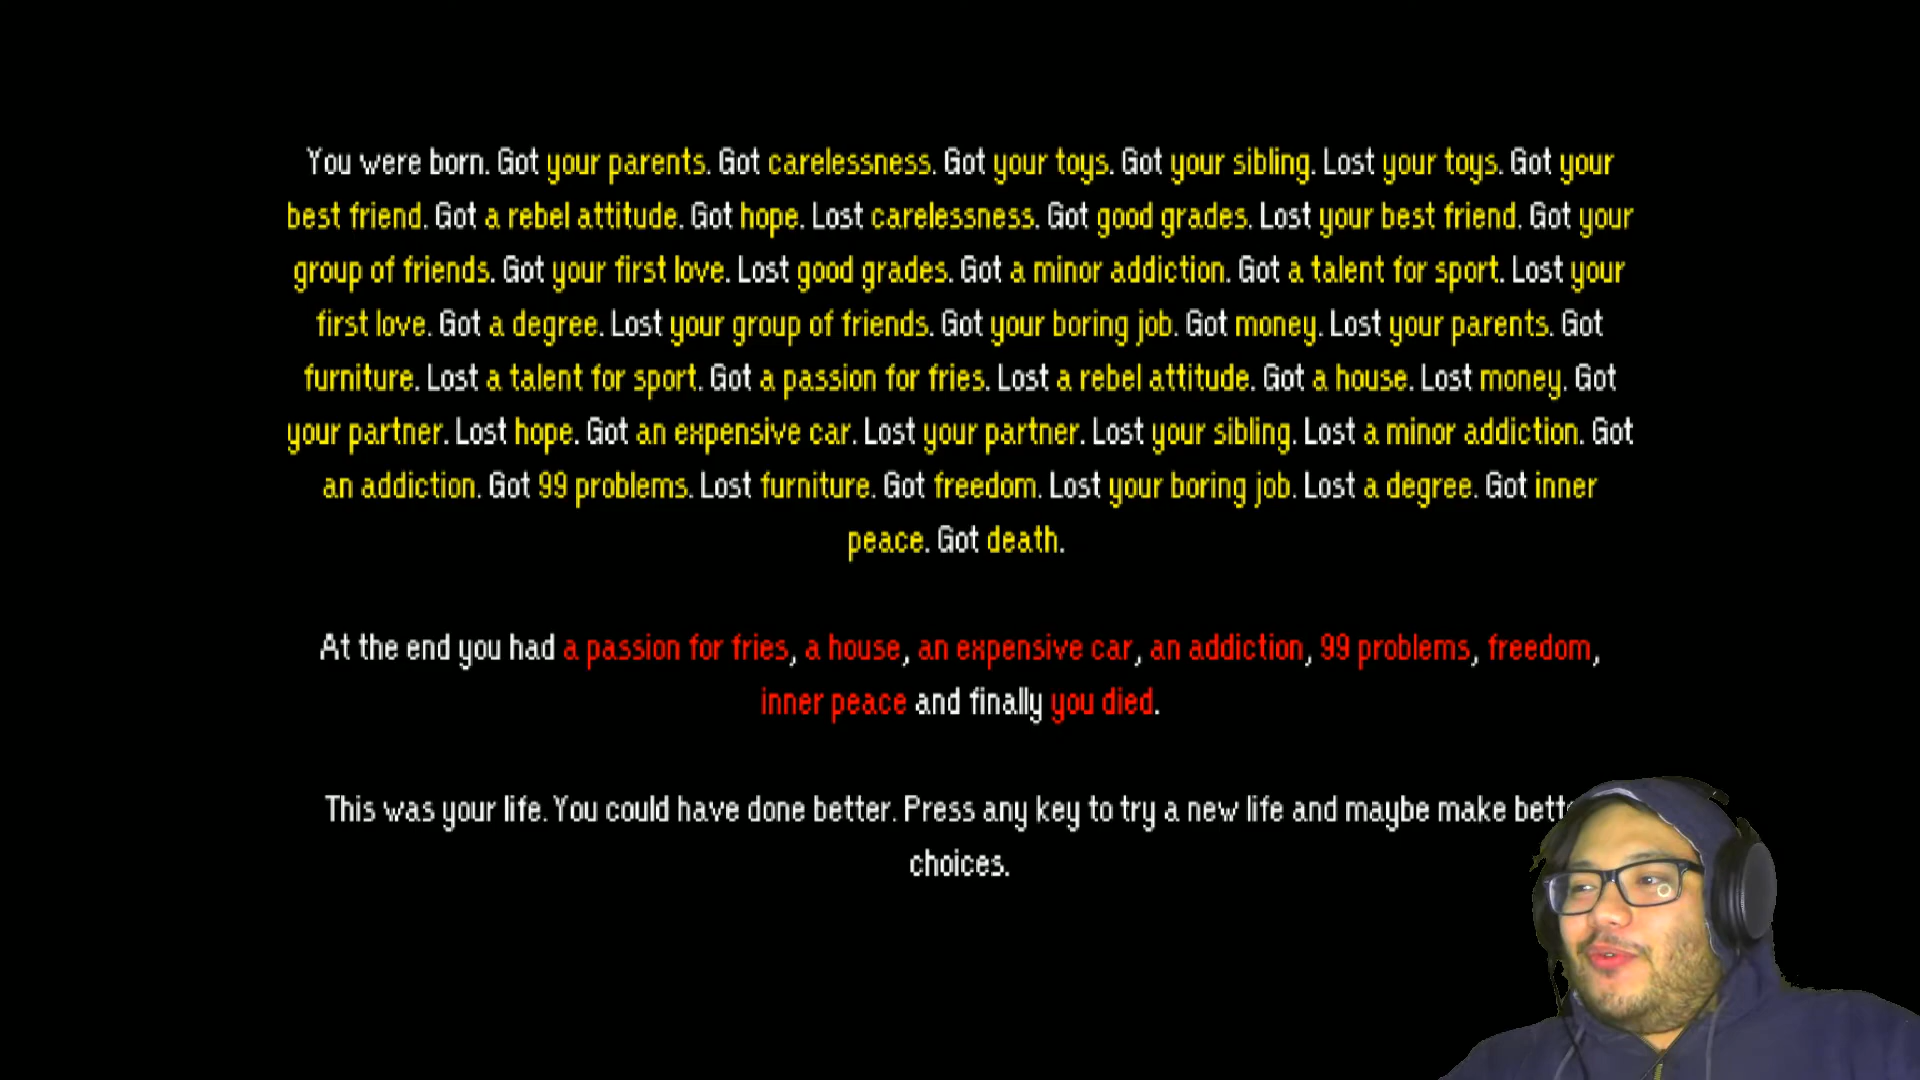 You were born. Got your parents. Got carelessness. Got your toys. Got your sibling. Lost your toys. Got your
best friend. Got a rebel attitude. Got hope. Lost carelessness. Got good grades. Lost your best friend. Got your
group of friends. Got your first love. Lost good grades. Got a minor addiction. Got a talent for sport. Lost your
first love. Got a degree. Lost your group of friends. Got your boring job. Got money. Lost your parents. Got
furniture. Lost a talent for sport. Got a passion for fries. Lost a rebel attitude. Got a house. Lost money. Got
your partner. Lost hope. Got an expensive car. Lost your partner. Lost your sibling. Lost a minor addiction. Got
an addiction. Got 99 problems. Lost furniture. Got freedom. Lost your boring job. Lost a degree. Got inner
peace. Got death.
At the end you had a passion for fries, a house, an expensive car, an addiction, 99 problems, freedom,
inner peace and finally you died.
This was your life. You could have done better. Press any key to try a new life and maybe make
choices.